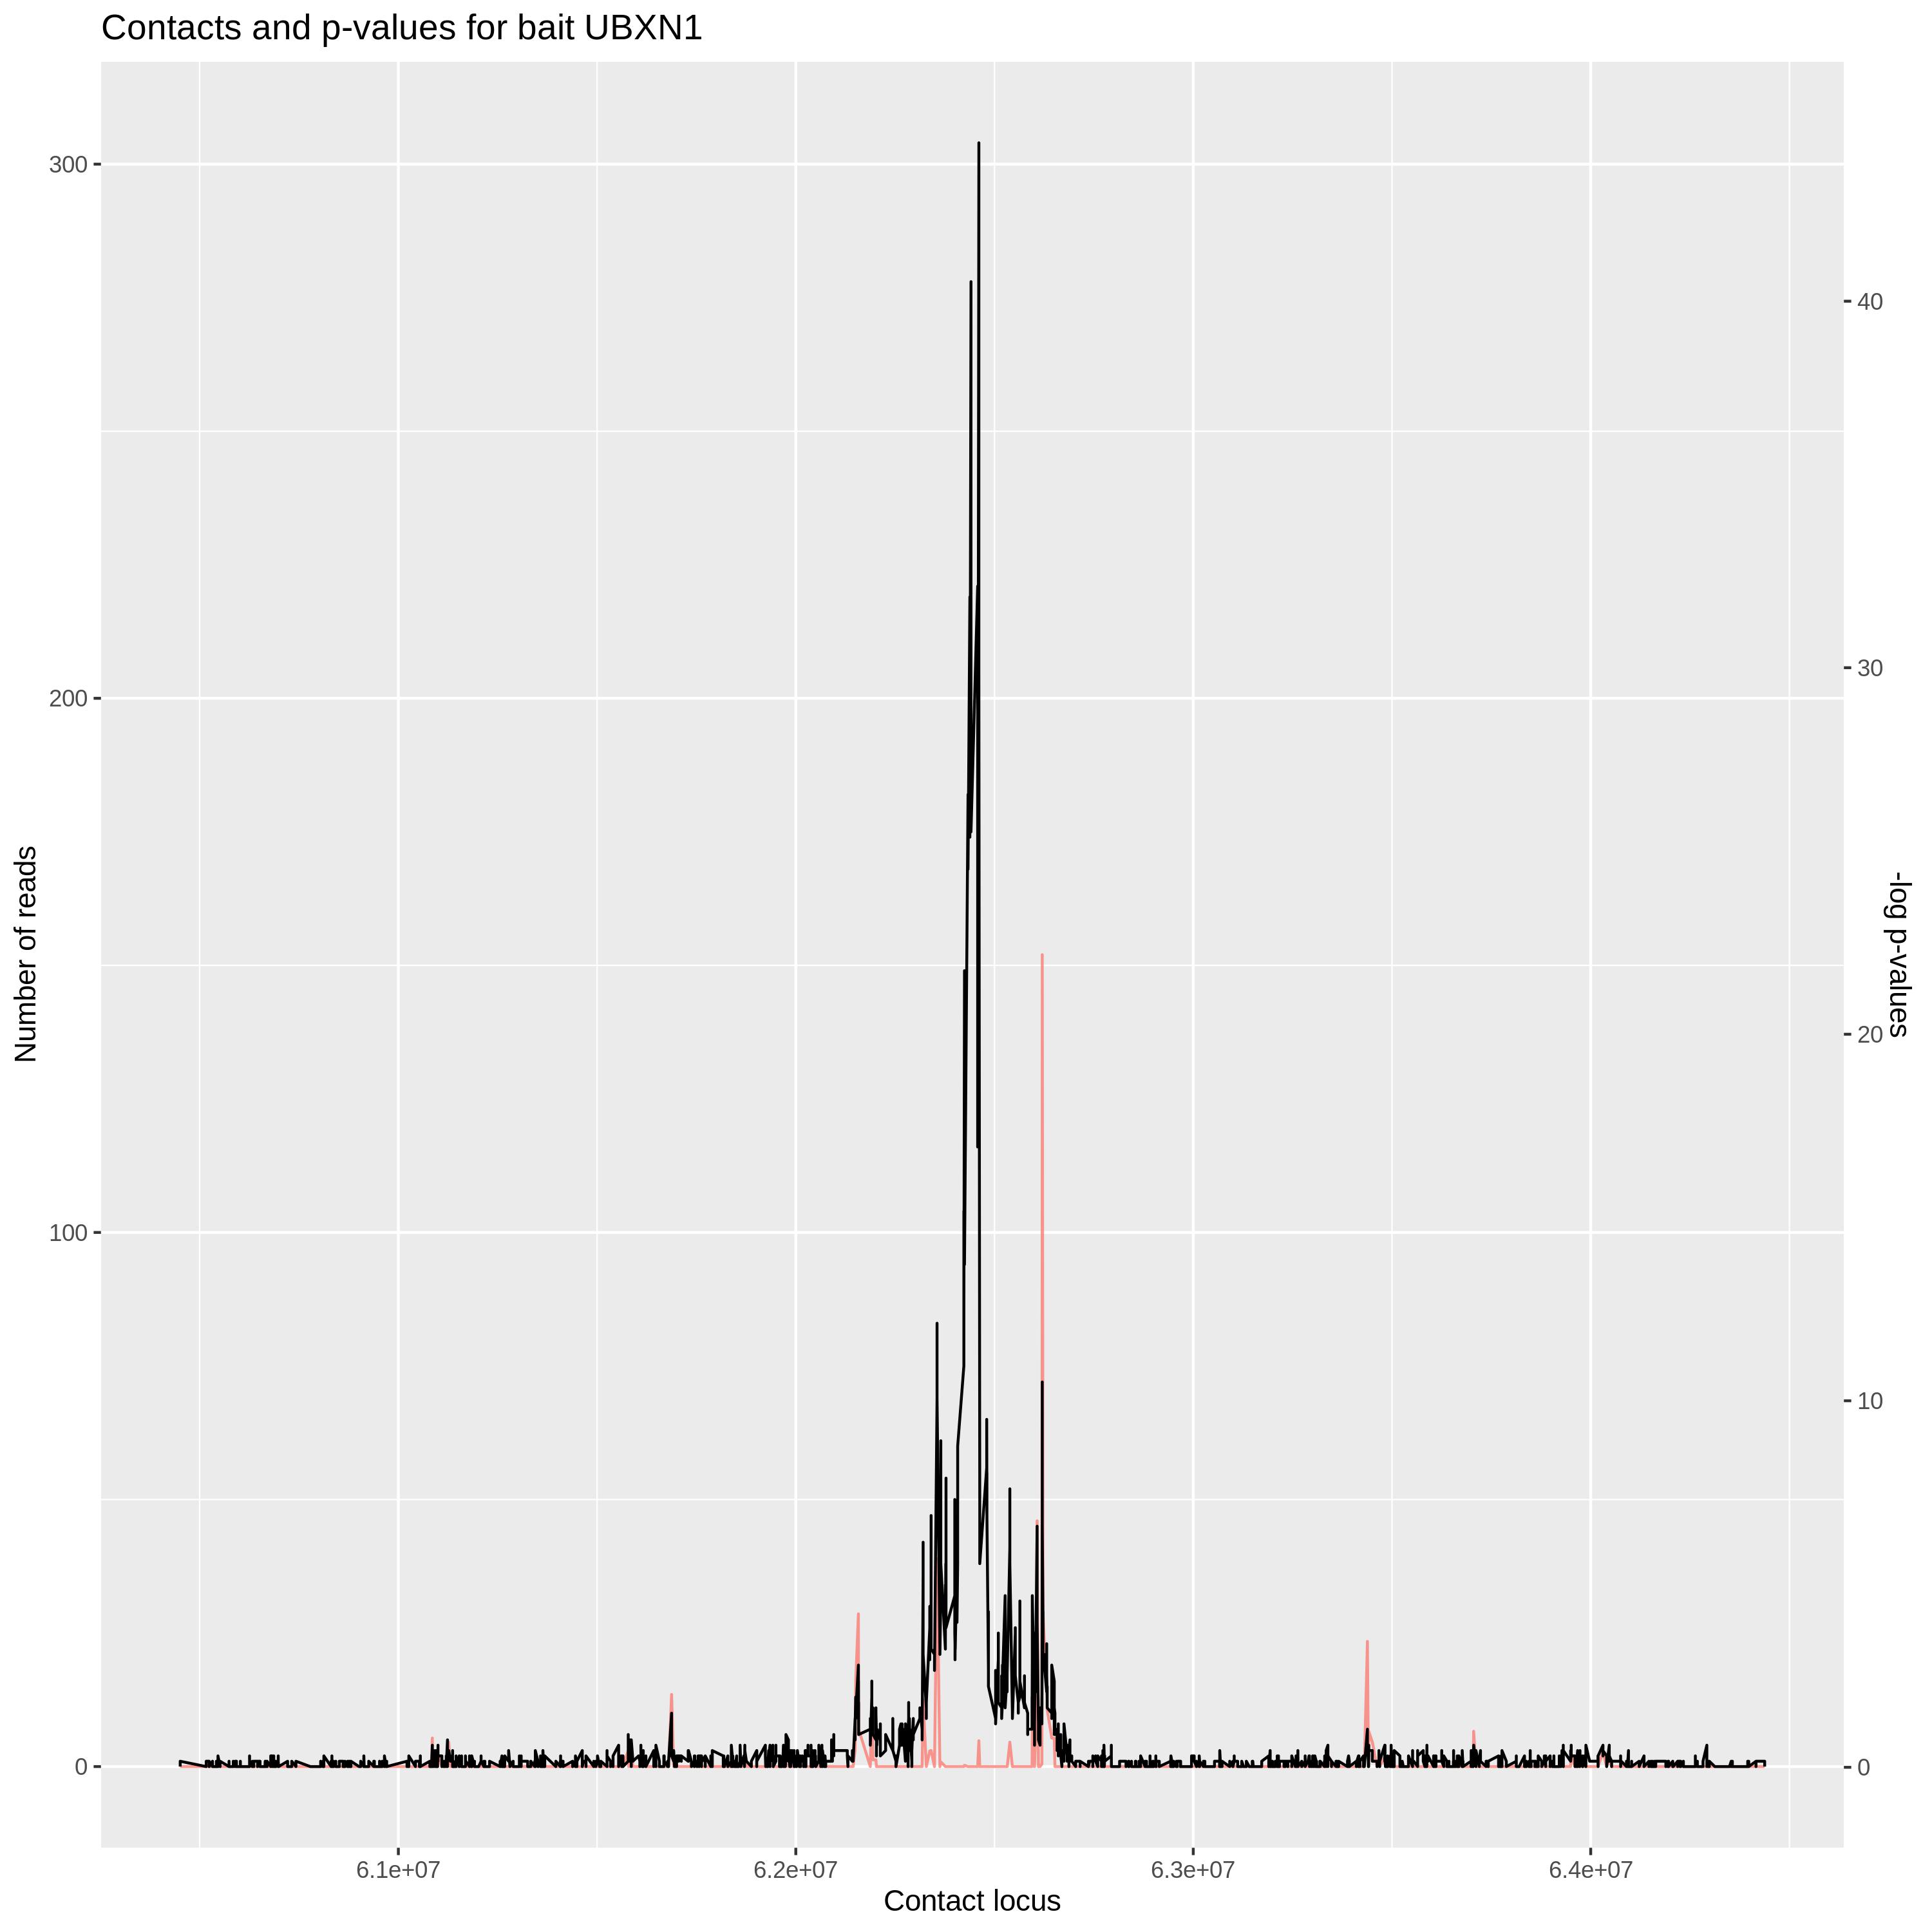 Contacts and p-values for bait UBXN1
300
200
100
0
Number of reads
40
30
20
10
0
-log p-values
6.1e+07 6.2e+07 6.3e+07 6.4e+07
Contact locus